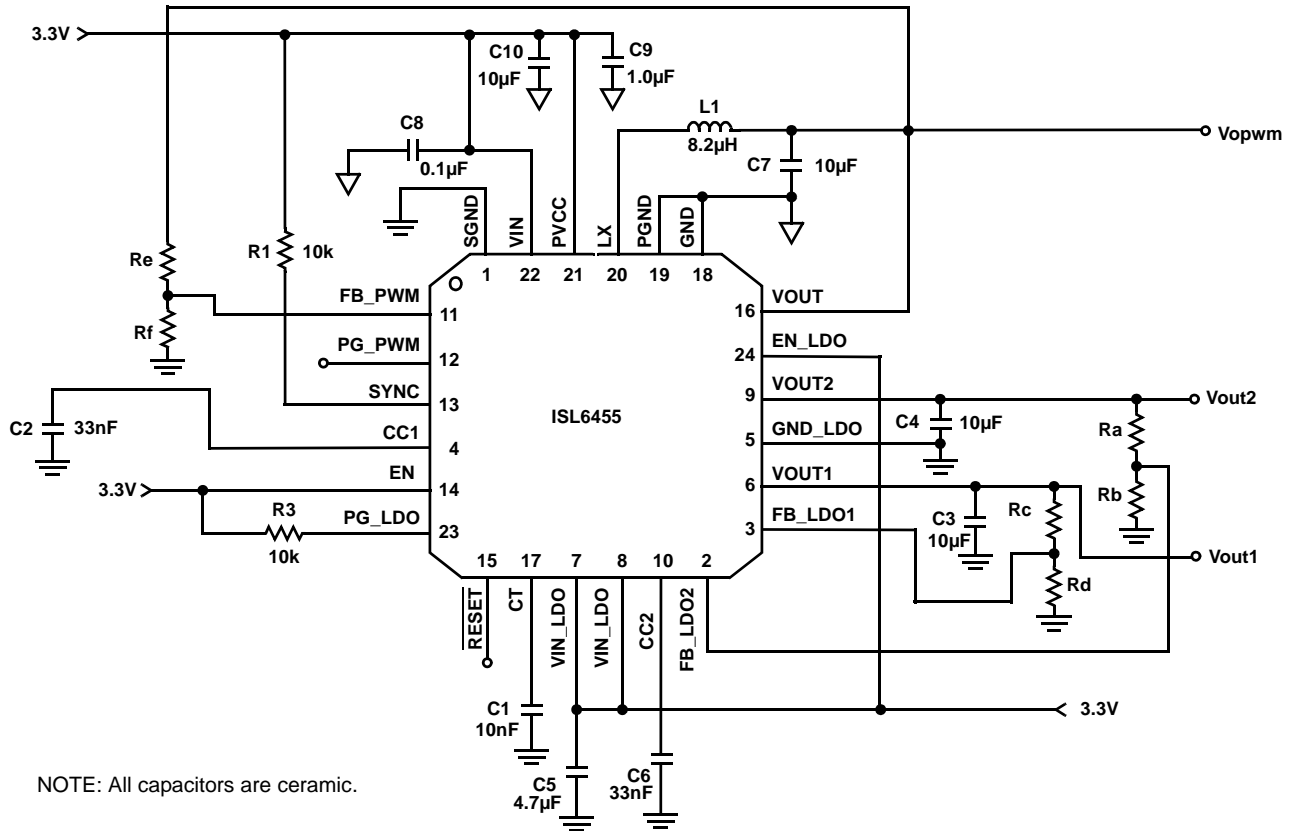 3.3V
C10
10µF
C9
1.0µF
L1
8.2µH
Vopwm
C8
0.1µF
C7
10µF
SGND
VIN
PVCC
LX
PGND
GND
Re
R1
10k
1
22
21
20
19
18
FB_PWM
11
VOUT
16
Rf
PG_PWM
12
EN_LDO
24
SYNC
13
VOUT2
9
Vout2
ISL6455
C2
33nF
CC1
4
C4
10µF
Ra
GND_LDO
5
EN
14
3.3V
VOUT1
6
Rb
R3
10k
PG_LDO
23
FB_LDO1
3
C3
10µF
Rc
Vout1
15
17
7
8
10
2
Rd
RESET
CT
VIN_LDO
VIN_LDO
CC2
FB_LDO2
C1
10nF
3.3V
C5
4.7µF
C6
33nF
NOTE: All capacitors are ceramic.